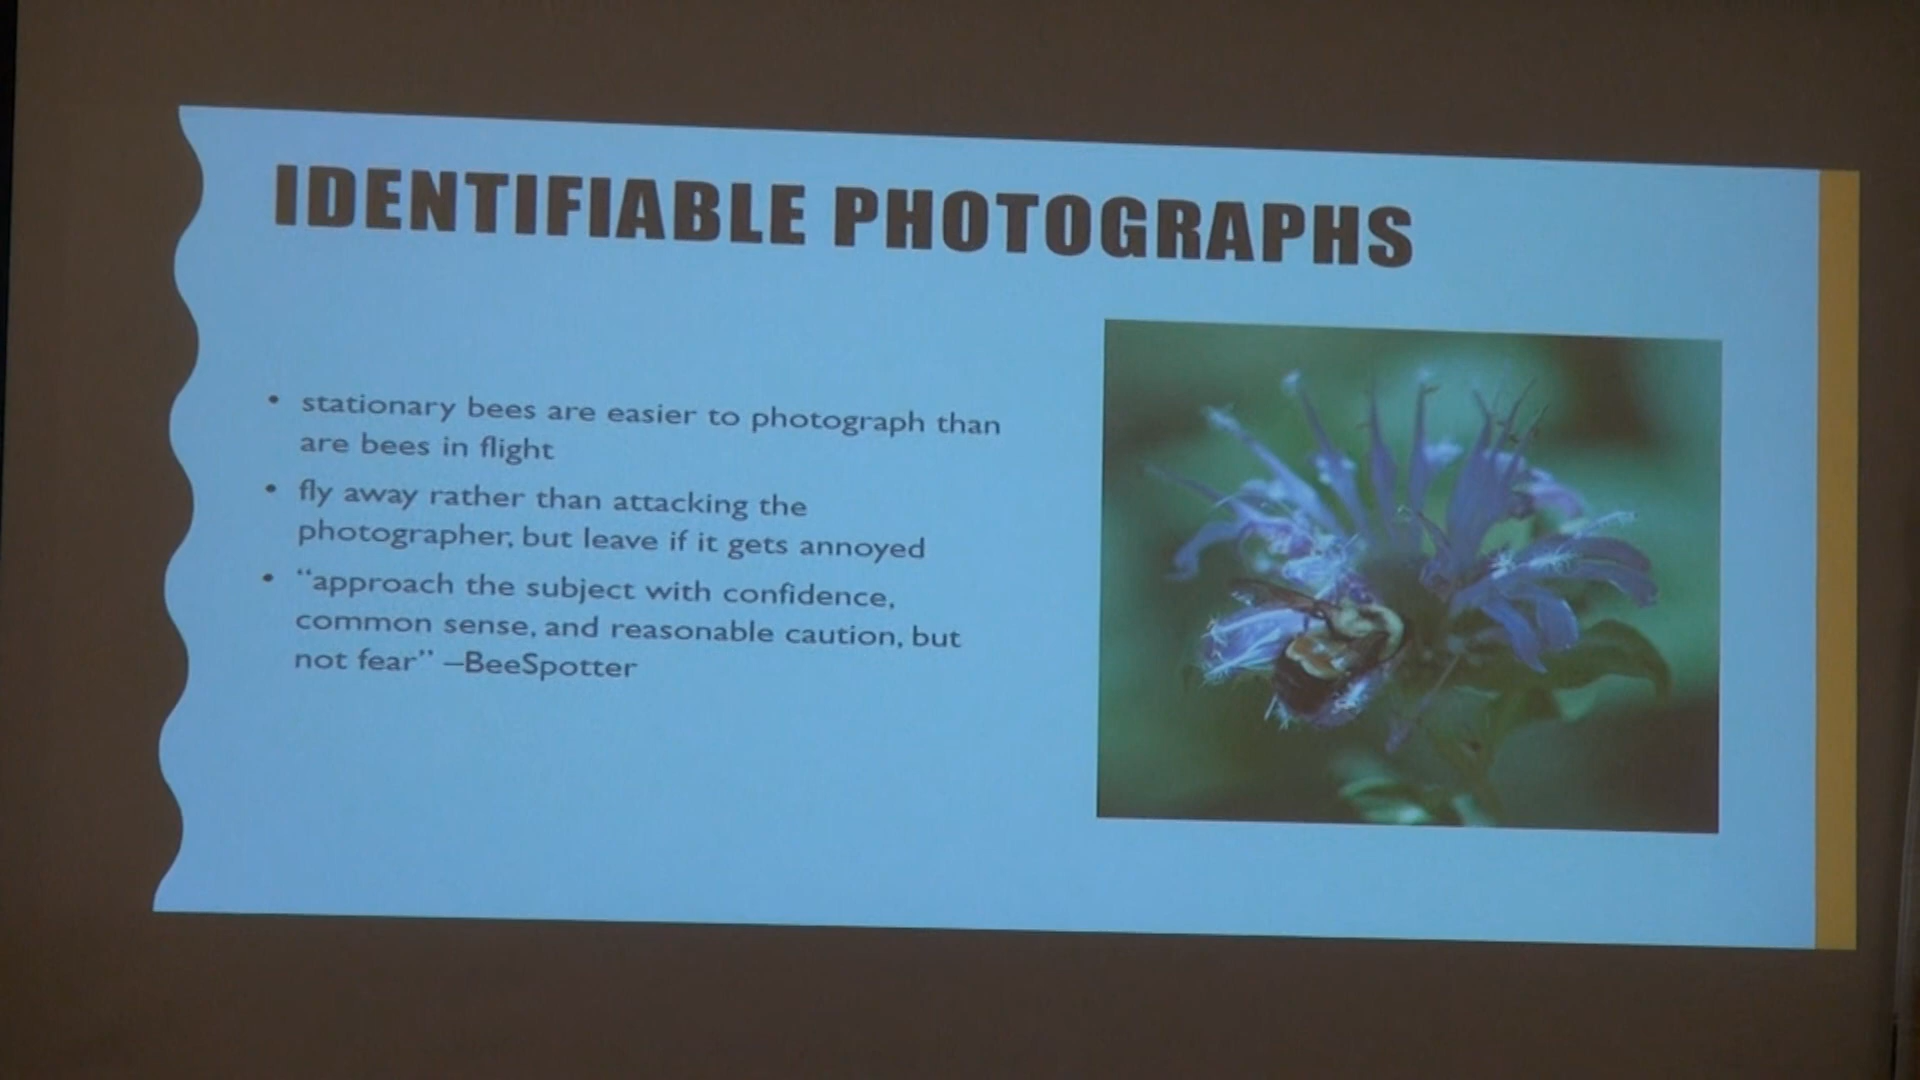 IDENTIFIABLE PHOTOGRAPHS
• stationary bees are easier to photograph than
are bees in flight
• fly away rather than attacking the
photographer, but leave if it gets annoyed
• “approach the subject with confidence,
common sense, and reasonable caution, but
not fear” –BeeSpotter